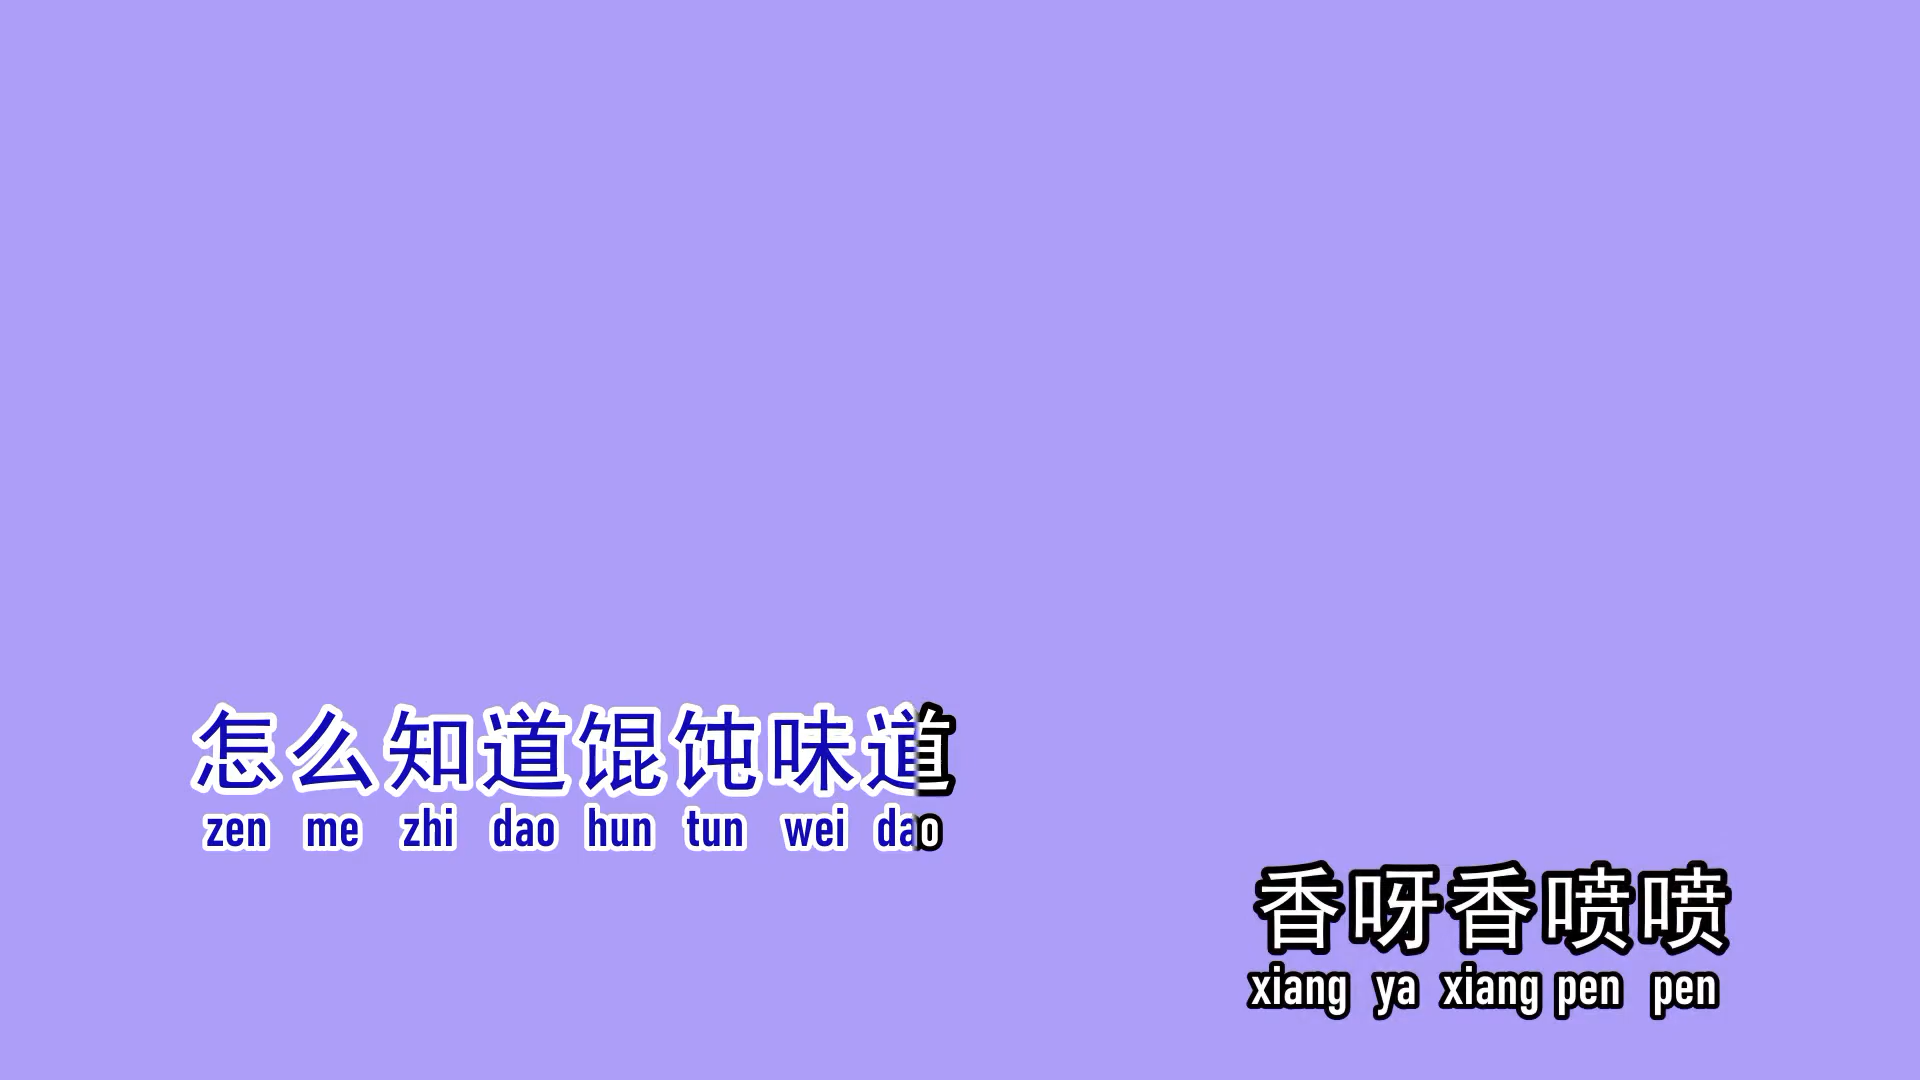 怎么知道馄饨味道
zen me zhi dao hun tun wei dao
香呀香喷喷
xiang ya xiang pen pen